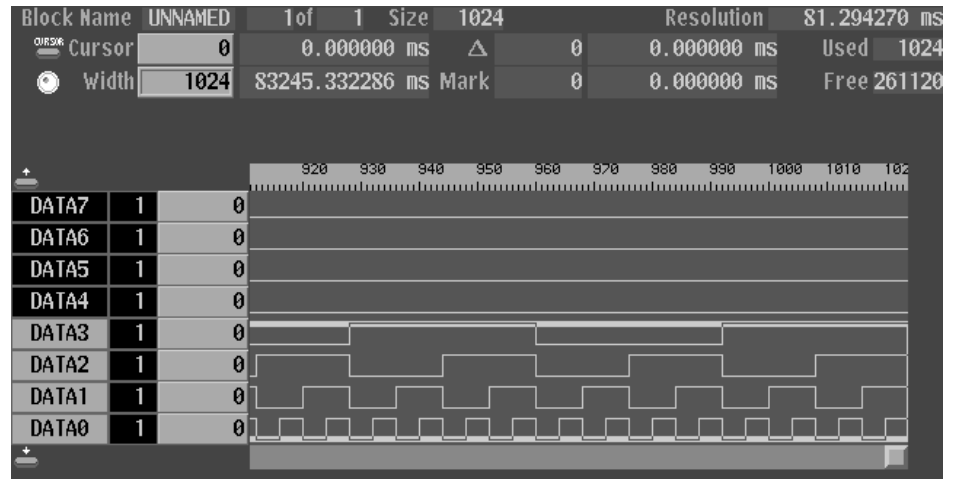 Block Name UNNAMED 1of 1 Size 1024 Resolution 81.294270 ms
CURSOR Cursor 0 0.000000 ms Δ 0 0.000000 ms Used 1024
Width 1024 83245.332286 ms Mark 0 0.000000 ms Free 261120
920 930 940 950 960 970 980 990 1000 1010 102
DATA7 1 0
DATA6 1 0
DATA5 1 0
DATA4 1 0
DATA3 1 0
DATA2 1 0
DATA1 1 0
DATA0 1 0